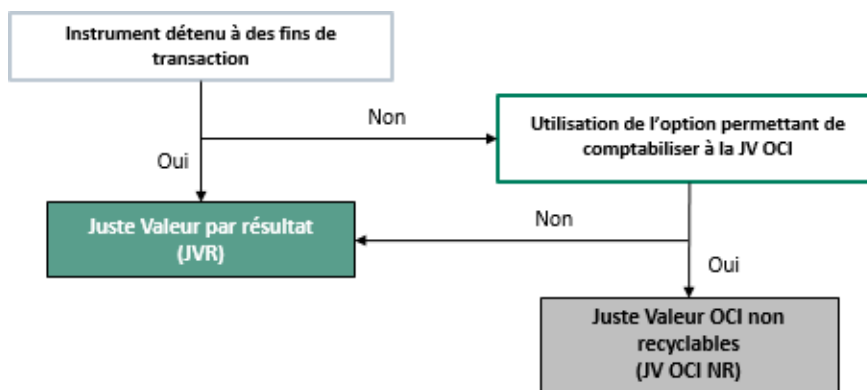 Instrument détenu à des fins de
transaction
Non
Utilisation de l'option permettant de
comptabiliser à la JV OCI
Oui
Juste Valeur par résultat
(JVR)
Non
Oui
Juste Valeur OCI non
recyclables
(JV OCI NR)